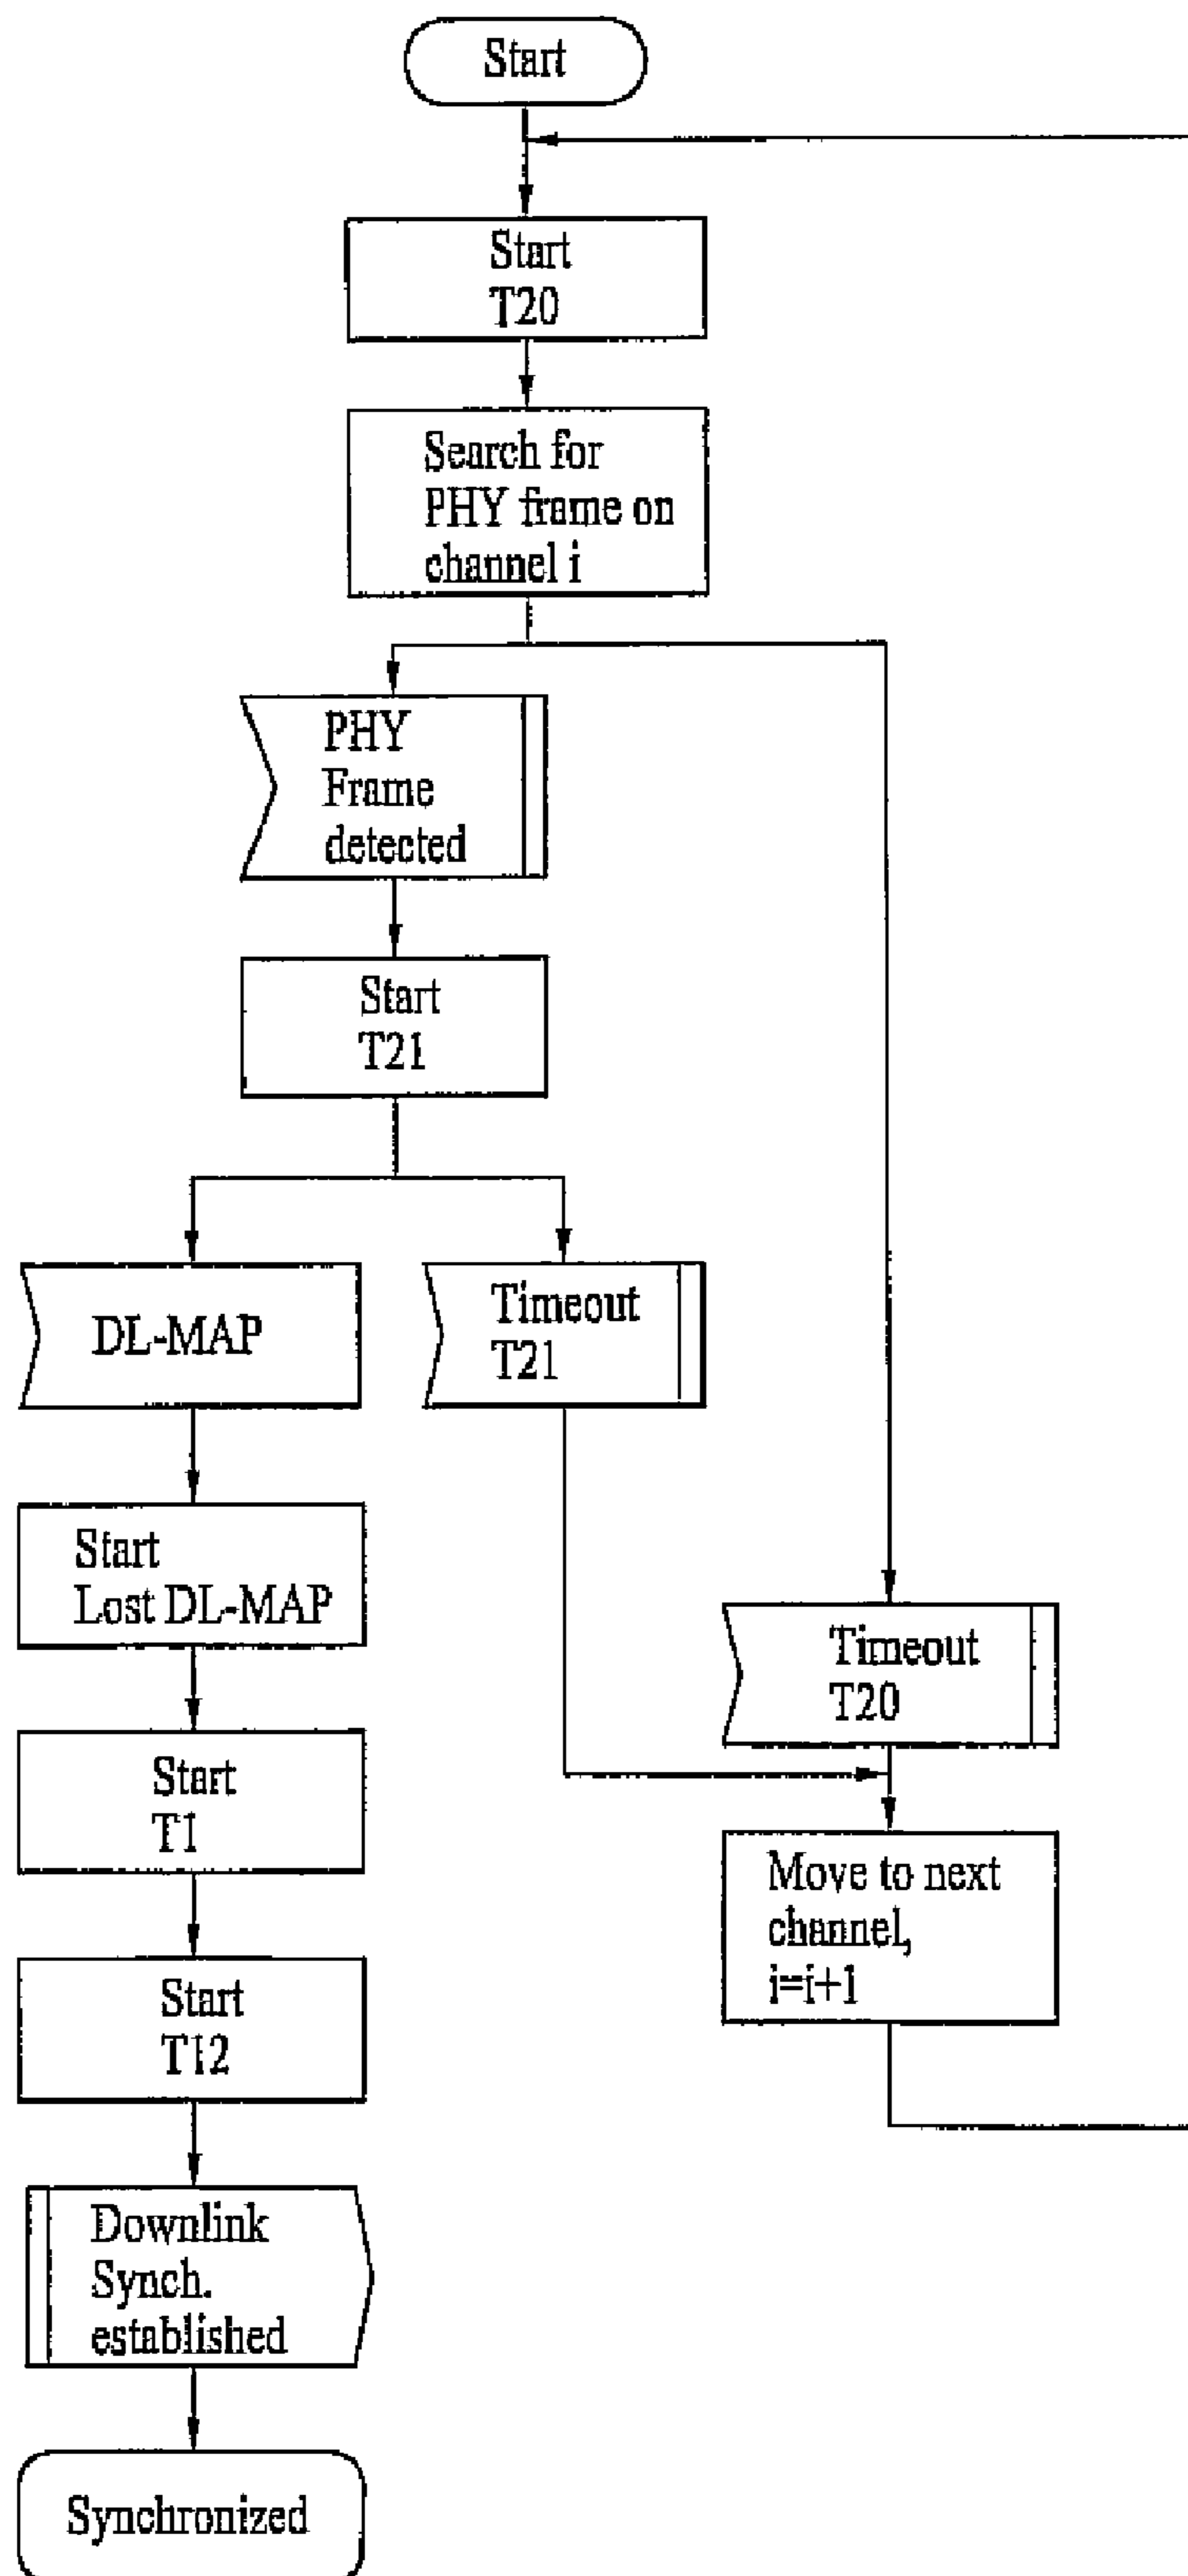 Start
Start
T20
Search for
PHY frame on
channel i
PHY
Frame
detected
Start
T21
DL-MAP
Timeout
T21
Start
Lost DL-MAP
Timeout
T20
Start
T1
Move to next
channel,
i=i+1
Start
T12
Downlink
Synch.
established
Synchronized